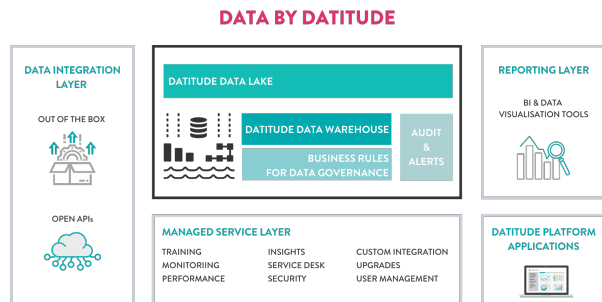 DATA BY DATITUDE
DATA INTEGRATION
LAYER
OUT OF THE BOX
OPEN APIs
DATITUDE DATA LAKE
DATITUDE DATA WAREHOUSE
BUSINESS RULES
FOR DATA GOVERNANCE
AUDIT
&
ALERTS
MANAGED SERVICE LAYER
TRAINING
MONITORIING
PERFORMANCE
INSIGHTS
SERVICE DESK
SECURITY
CUSTOM INTEGRATION
UPGRADES
USER MANAGEMENT
REPORTING LAYER
BI & DATA
VISUALISATION TOOLS
DATITUDE PLATFORM
APPLICATIONS